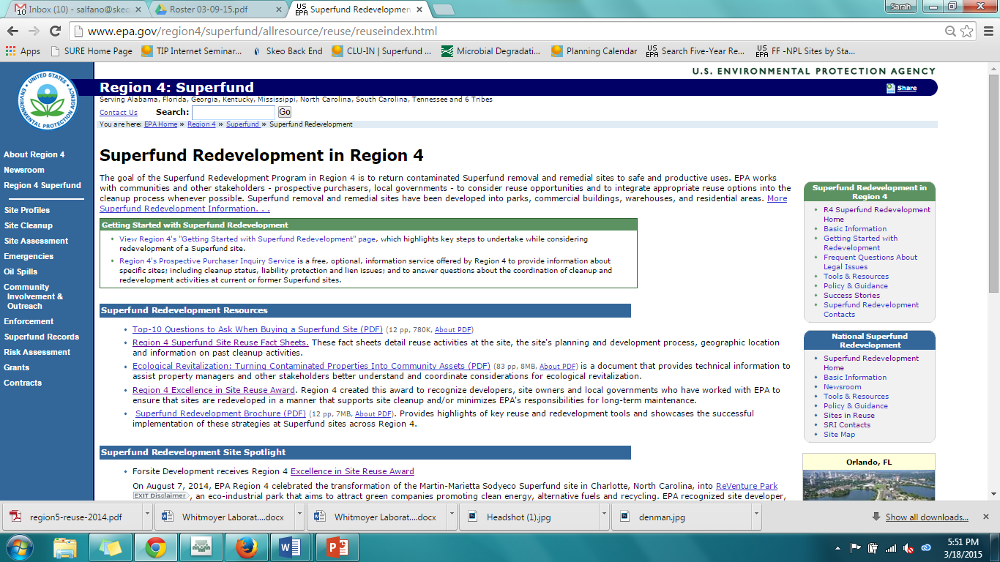 Inbox (10) - salfano@skeo
Roster 03-09-15.pdf
US EPA Superfund Redevelopmen
Sarah
www.epa.gov/region4/superfund/allresource/reuse/reuseindex.html
Apps
SURE Home Page
TIP Internet Seminar...
Skeo Back End
CLU-IN | Superfund ...
Microbial Degradati...
Planning Calendar
US EPA Search Five-Year Re...
US EPA FF -NPL Sites by Sta...
UNITED STATES
ENVIRONMENTAL PROTECTION AGENCY
U.S. ENVIRONMENTAL PROTECTION AGENCY
Region 4: Superfund
Share
Serving Alabama, Florida, Georgia, Kentucky, Mississippi, North Carolina, South Carolina, Tennessee and 6 Tribes
Contact Us Search: Go
You are here: EPA Home » Region 4 » Superfund » Superfund Redevelopment
About Region 4
Newsroom
Region 4 Superfund
Site Profiles
Site Cleanup
Site Assessment
Emergencies
Oil Spills
Community
Involvement &
Outreach
Enforcement
Superfund Records
Risk Assessment
Grants
Contracts
Superfund Redevelopment in Region 4
The goal of the Superfund Redevelopment Program in Region 4 is to return contaminated Superfund removal and remedial sites to safe and productive uses. EPA works
with communities and other stakeholders - prospective purchasers, local governments - to consider reuse opportunities and to integrate appropriate reuse options into the
cleanup process whenever possible. Superfund removal and remedial sites have been developed into parks, commercial buildings, warehouses, and residential areas. More
Superfund Redevelopment Information. . .
Getting Started with Superfund Redevelopment
View Region 4's "Getting Started with Superfund Redevelopment" page, which highlights key steps to undertake while considering
redevelopment of a Superfund site.
Region 4's Prospective Purchaser Inquiry Service is a free, optional, information service offered by Region 4 to provide information about
specific sites; including cleanup status, liability protection and lien issues; and to answer questions about the coordination of cleanup and
redevelopment activities at current or former Superfund sites.
Superfund Redevelopment Resources
Top-10 Questions to Ask When Buying a Superfund Site (PDF) (12 pp, 780K, About PDF)
Region 4 Superfund Site Reuse Fact Sheets. These fact sheets detail reuse activities at the site, the site's planning and development process, geographic location
and information on past cleanup activities.
Ecological Revitalization: Turning Contaminated Properties Into Community Assets (PDF) (83 pp, 8MB, About PDF) is a document that provides technical information to
assist property managers and other stakeholders better understand and coordinate considerations for ecological revitalization.
Region 4 Excellence in Site Reuse Award. Region 4 created this award to recognize developers, site owners and local governments who have worked with EPA to
ensure that sites are redeveloped in a manner that supports site cleanup and/or minimizes EPA's responsibilities for long-term maintenance.
Superfund Redevelopment Brochure (PDF) (12 pp, 7MB, About PDF). Provides highlights of key reuse and redevelopment tools and showcases the successful
implementation of these strategies at Superfund sites across Region 4.
Superfund Redevelopment Site Spotlight
Forsite Development receives Region 4 Excellence in Site Reuse Award
On August 7, 2014, EPA Region 4 celebrated the transformation of the Martin-Marietta Sodyeco Superfund site in Charlotte, North Carolina, into ReVenture Park
EXIT Disclaimer, an eco-industrial park that aims to attract green companies promoting clean energy, alternative fuels and recycling. EPA recognized site developer,
Superfund Redevelopment in
Region 4
R4 Superfund Redevelopment
Home
Basic Information
Getting Started with
Redevelopment
Frequent Questions About
Legal Issues
Tools & Resources
Policy & Guidance
Success Stories
Superfund Redevelopment
Contacts
National Superfund
Redevelopment
Superfund Redevelopment
Home
Basic Information
Newsroom
Tools & Resources
Policy & Guidance
Sites in Reuse
SRI Contacts
Site Map
Orlando, FL
region5-reuse-2014.pdf
Whitmoyer Laborat....docx
Whitmoyer Laborat....docx
Headshot (1).jpg
denman.jpg
Show all downloads...
5:51 PM
3/18/2015